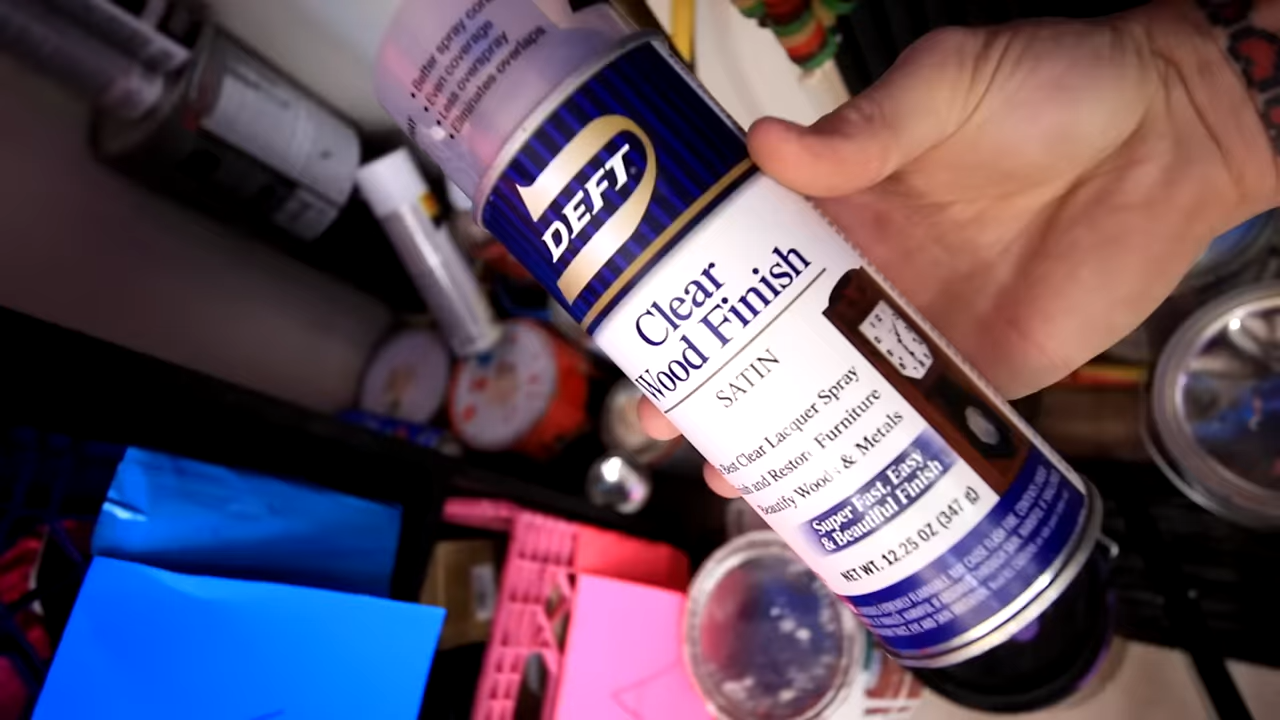 • Better spray con
• Even coverage
• Less overspray
• Eliminates overlaps
DEFT
Clear
Wood Finish
SATIN
Best Clear Lacquer Spray
and Restore Furniture
Beautify Woods & Metals
Super Fast, Easy
& Beautiful Finish
NET WT. 12.25 OZ (347 g)